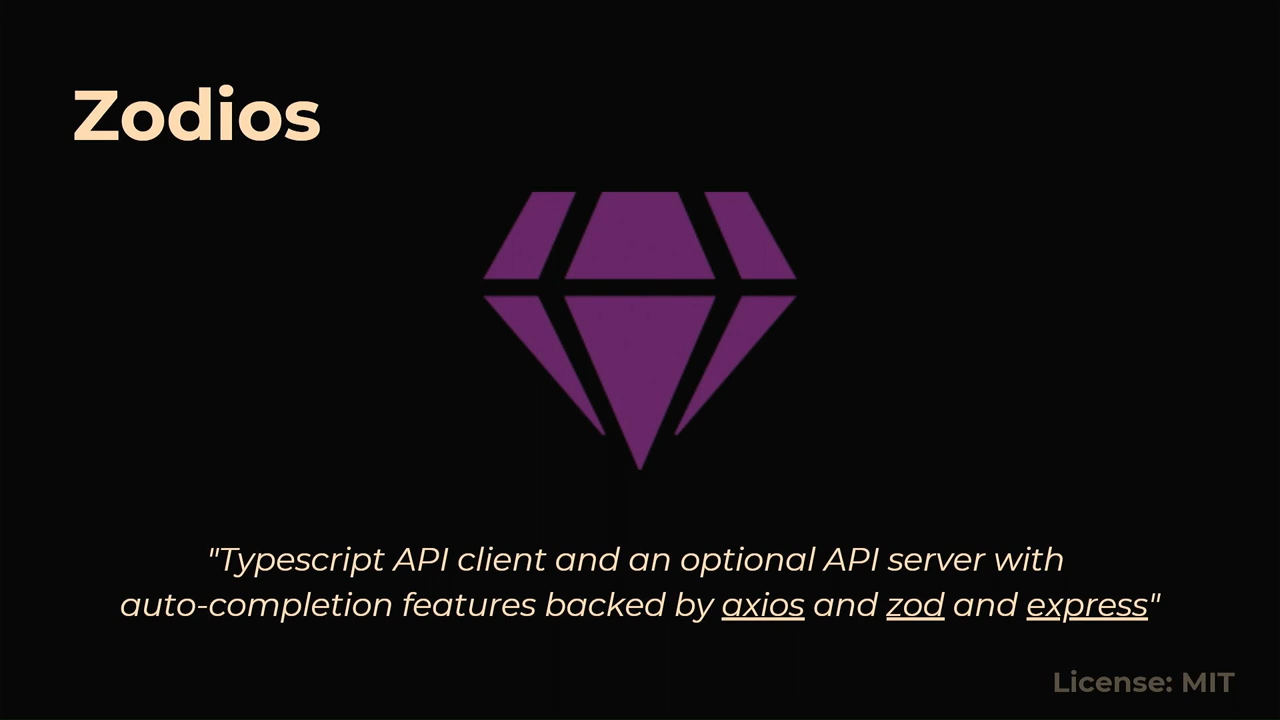 Zodios
"Typescript API client and an optional API server with
auto-completion features backed by axios and zod and express"
License: MIT